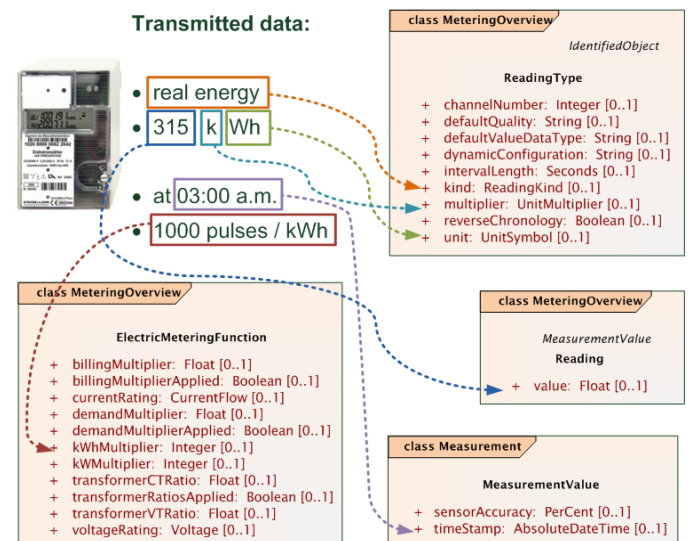 Transmitted data:
• real energy
• 315 k Wh
• at 03:00 a.m.
• 1000 pulses / kWh
class MeteringOverview
IdentifiedObject
ReadingType
+ channelNumber: Integer [0..1]
+ defaultQuality: String [0..1]
+ defaultValueDataType: String [0..1]
+ dynamicConfiguration: String [0..1]
+ intervalLength: Seconds [0..1]
+ kind: ReadingKind [0..1]
+ multiplier: UnitMultiplier [0..1]
+ reverseChronology: Boolean [0..1]
+ unit: UnitSymbol [0..1]
class MeteringOverview
ElectricMeteringFunction
+ billingMultiplier: Float [0..1]
+ billingMultiplierApplied: Boolean [0..1]
+ currentRating: CurrentFlow [0..1]
+ demandMultiplier: Float [0..1]
+ demandMultiplierApplied: Boolean [0..1]
+ kWhMultiplier: Integer [0..1]
+ kWMultiplier: Integer [0..1]
+ transformerCTRatio: Float [0..1]
+ transformerRatiosApplied: Boolean [0..1]
+ transformerVTRatio: Float [0..1]
+ voltageRating: Voltage [0..1]
class MeteringOverview
MeasurementValue
Reading
+ value: Float [0..1]
class Measurement
MeasurementValue
+ sensorAccuracy: PerCent [0..1]
+ timeStamp: AbsoluteDateTime [0..1]